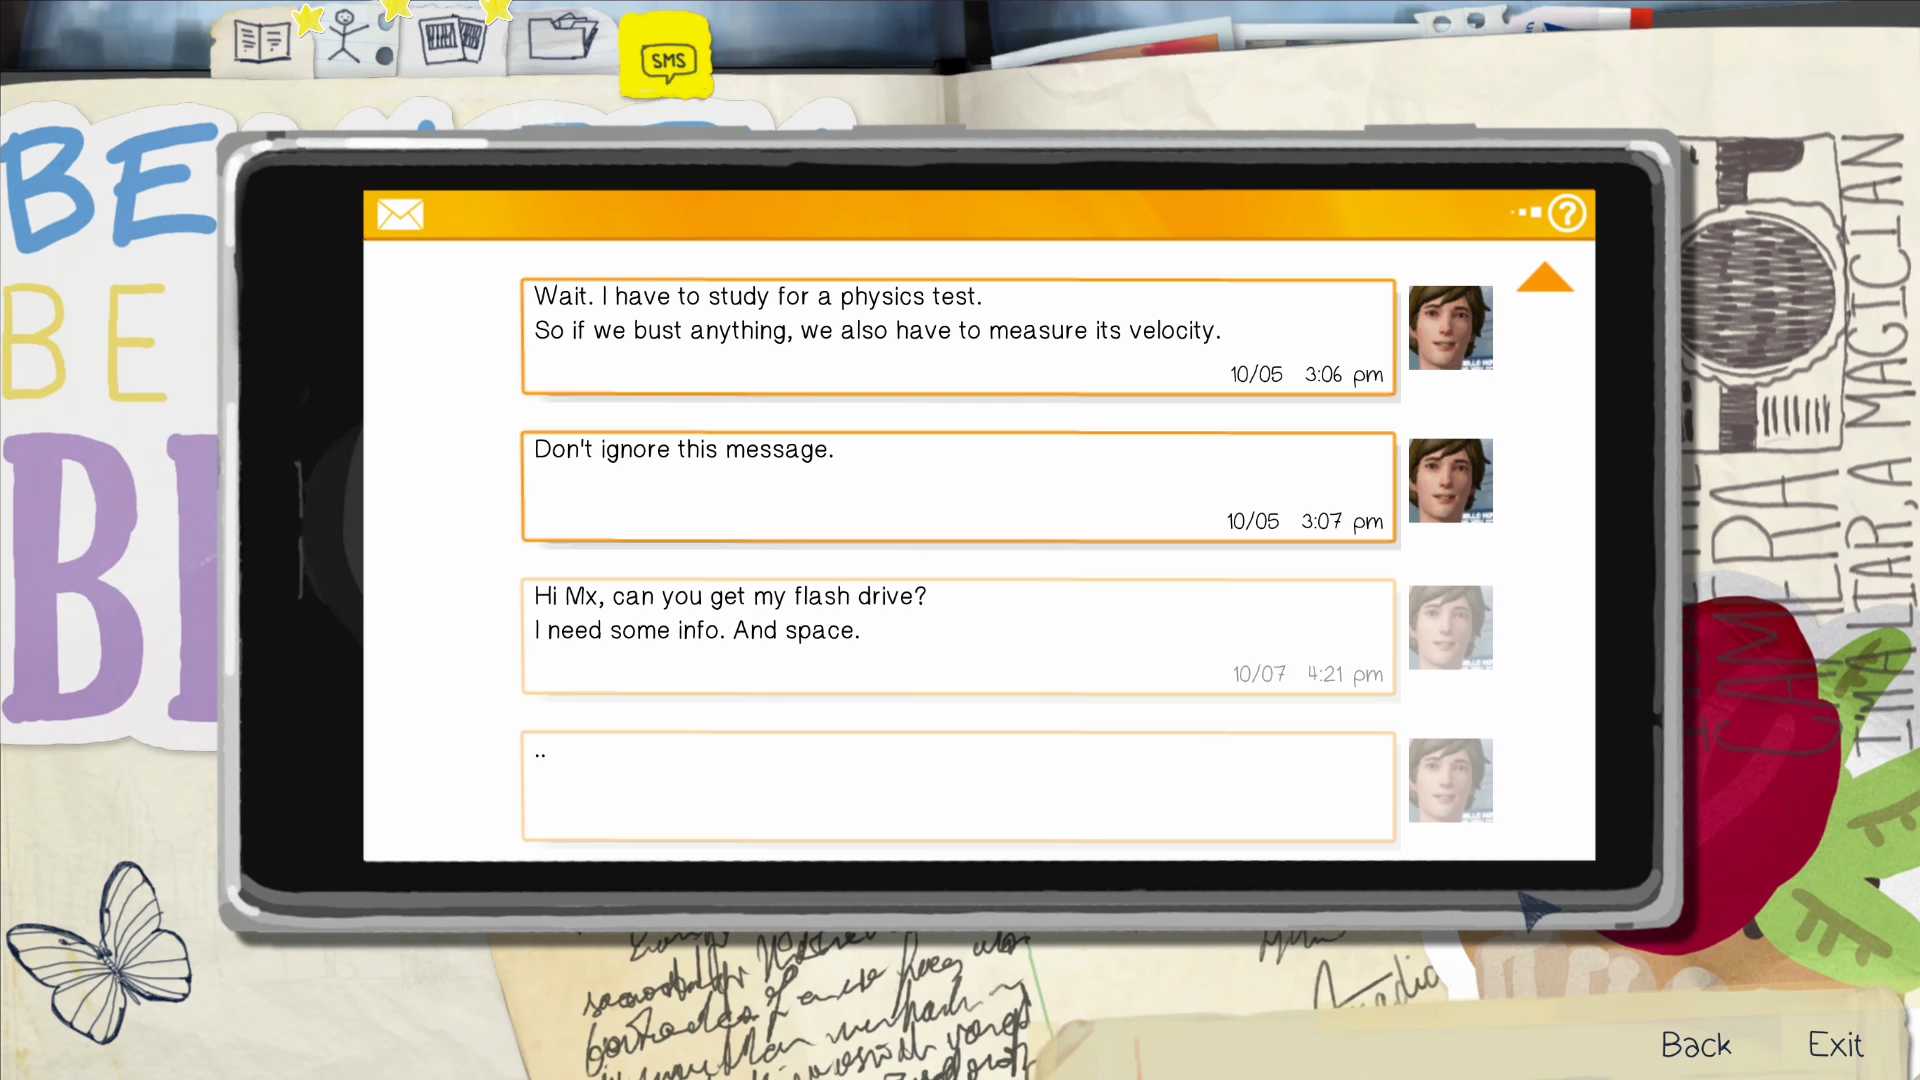 SMS
BE
BE
Wait. I have to study for a physics test.
So if we bust anything, we also have to measure its velocity.
10/05 3:06 pm
Don't ignore this message.
10/05 3:07 pm
Hi Mx, can you get my flash drive?
I need some info. And space.
10/07 4:21 pm
..
CAMERA
LIAR, A MAGICIAN
Back
Exit